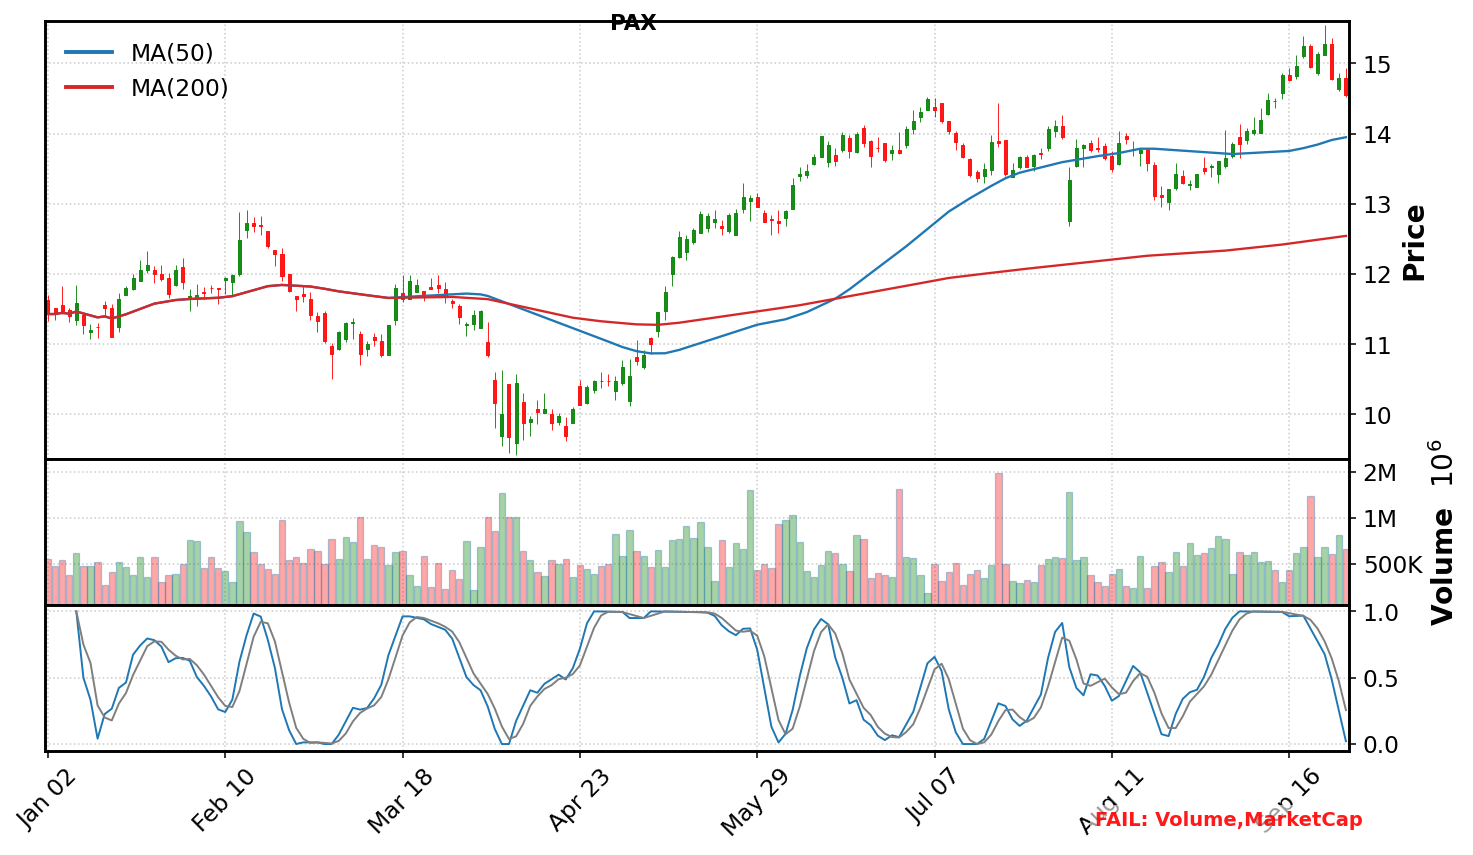 PAX
MA(50)
MA(200)
15
14
13
12
11
10
Price
2M
1M
500K
Volume 10^6
1.0
0.5
0.0
Jan 02
Feb 10
Mar 18
Apr 23
May 29
Jul 07
Aug 11
Sep 16
FAIL: Volume,MarketCap